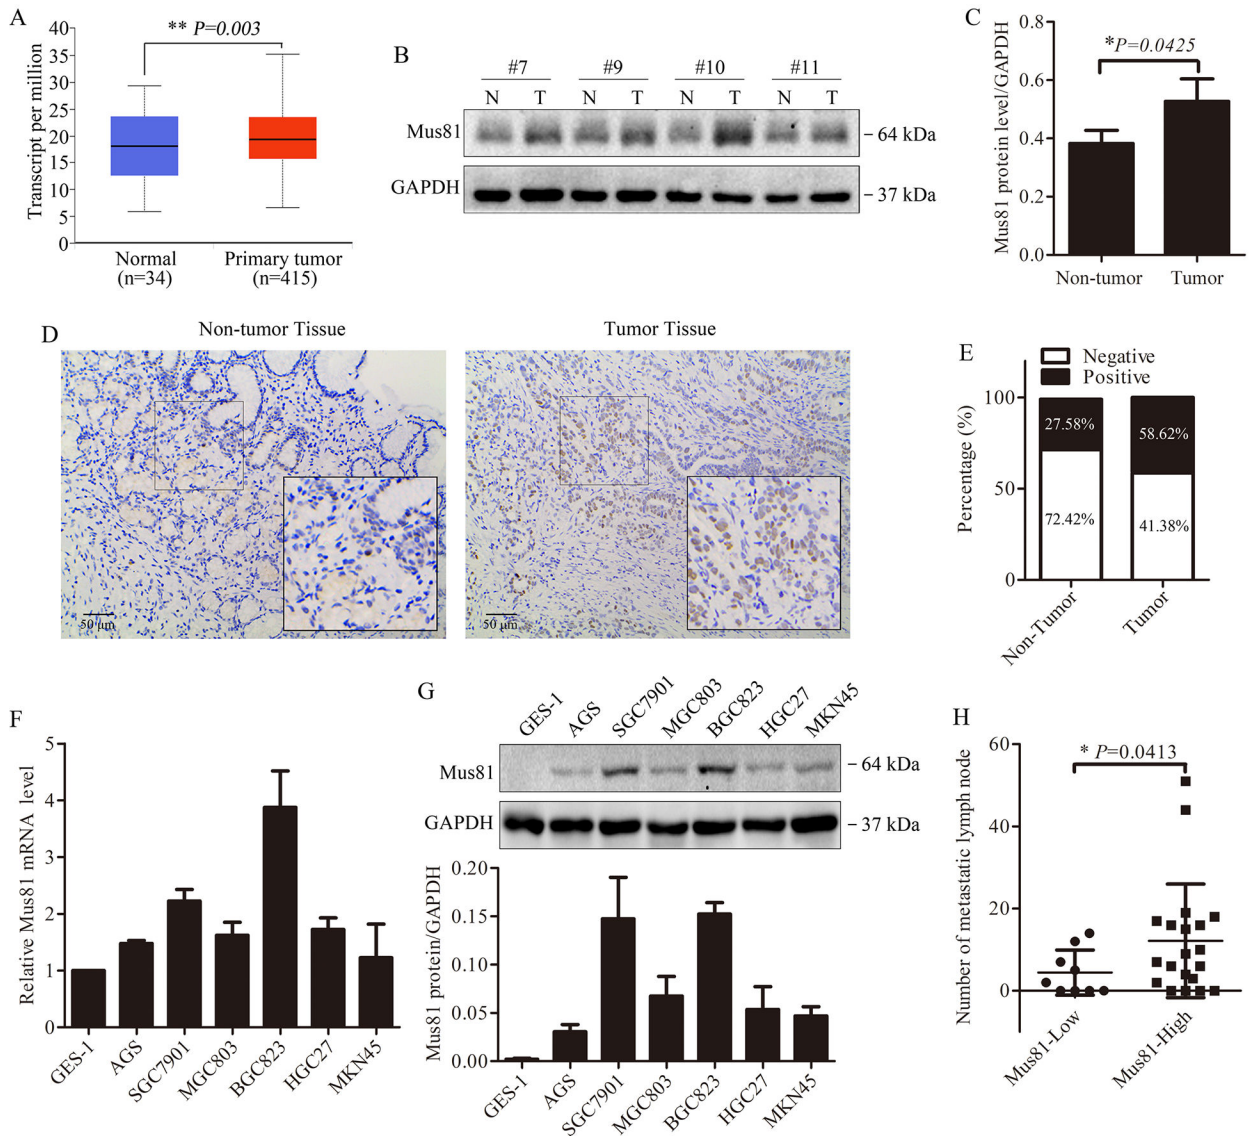 A
** P=0.003
Transcript per million
40
35
30
25
20
15
10
5
0
Normal
(n=34)
Primary tumor
(n=415)
B
#7
#9
#10
#11
N T N T N T N T
Mus81
64 kDa
GAPDH
37 kDa
C
*P=0.0425
Mus81 protein level/GAPDH
0.8
0.6
0.4
0.2
0.0
Non-tumor
Tumor
D
Non-tumor Tissue
Tumor Tissue
50 μm
50 μm
E
Negative
Positive
Percentage (%)
100
50
0
27.58%
72.42%
58.62%
41.38%
Non-Tumor
Tumor
F
Relative Mus81 mRNA level
5
4
3
2
1
0
GES-1
AGS
SGC7901
MGC803
BGC823
HGC27
MKN45
G
GES-1
AGS
SGC7901
MGC803
BGC823
HGC27
MKN45
Mus81
64 kDa
GAPDH
37 kDa
Mus81 protein/GAPDH
0.20
0.15
0.10
0.05
0.00
GES-1
AGS
SGC7901
MGC803
BGC823
HGC27
MKN45
H
* P=0.0413
Number of metastatic lymph node
60
40
20
0
Mus81-Low
Mus81-High